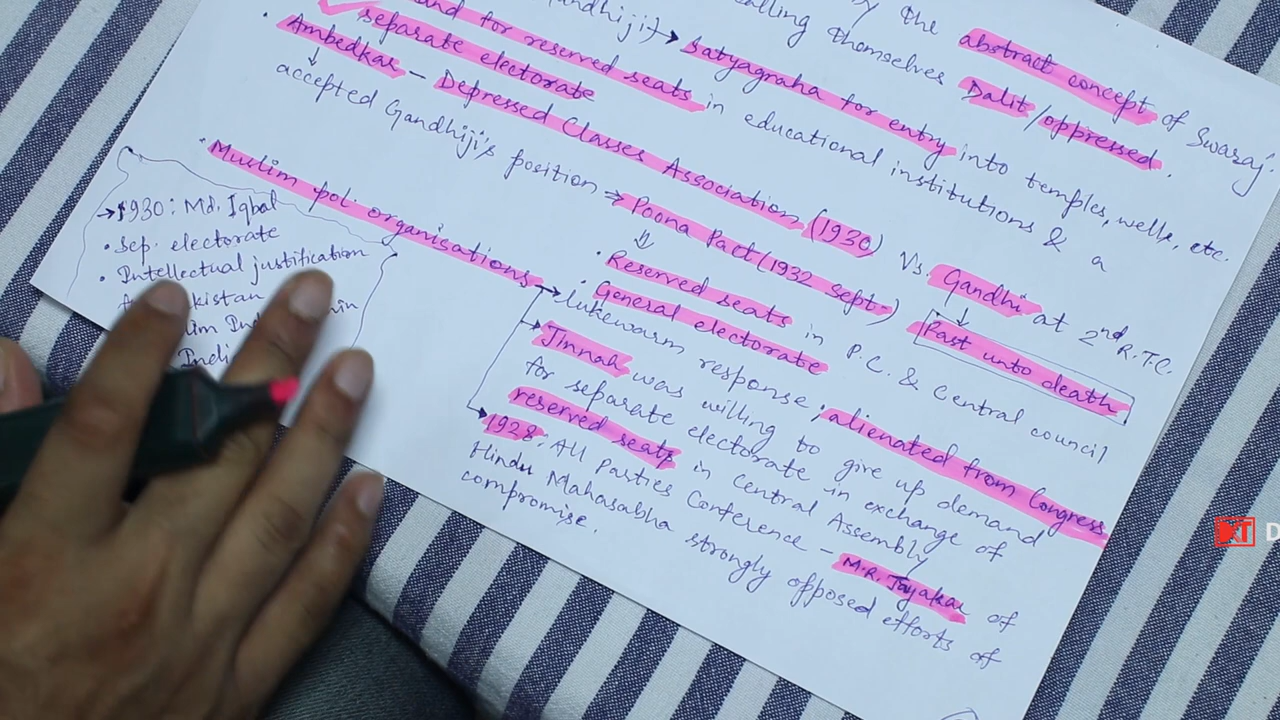 by the abstract concept of Swaraj.
calling themselves Dalit/oppressed.
Gandhiji) → Satyagraha for entry into temples, wells, etc.
and for reserved seats in educational institutions & a
separate electorate
• Ambedkar – Depressed Classes Association (1930) Vs. Gandhi at 2nd R.T.C.
↓ accepted Gandhiji's position ⇒ Poona Pact (1932 Sept.) ↓ Fast unto death
⇓ • Reserved seats in P.C. & Central council
• General electorate
• Muslim pol. organisations → lukewarm response; alienated from Congress
→ Jinnah was willing to give up demand
for separate electorate in exchange of
reserved seats in Central Assembly
→ 1928: All Parties Conference – M.R. Jayakar of
Hindu Mahasabha strongly opposed efforts of
compromise.
→ 1930: Md. Iqbal
• Sep. electorate
• Intellectual justification
Indi
D